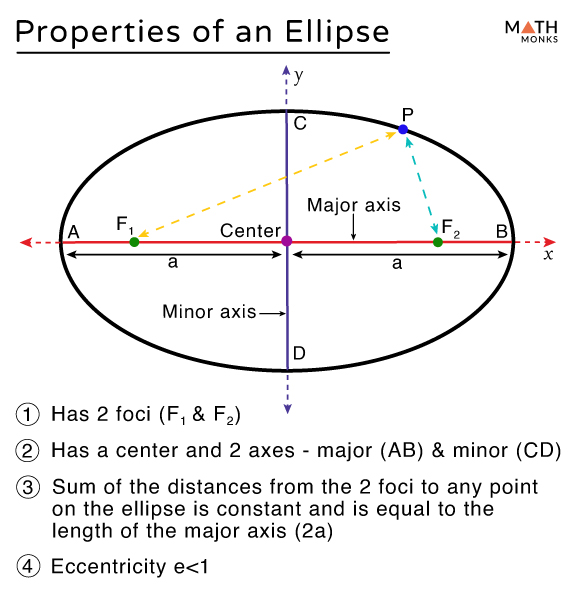 Properties of an Ellipse
MATH
MONKS
y
C
P
Major axis
A
F₁
Center
F₂
B
x
a
a
Minor axis
D
① Has 2 foci (F₁ & F₂)
② Has a center and 2 axes - major (AB) & minor (CD)
③ Sum of the distances from the 2 foci to any point
on the ellipse is constant and is equal to the
length of the major axis (2a)
④ Eccentricity e<1